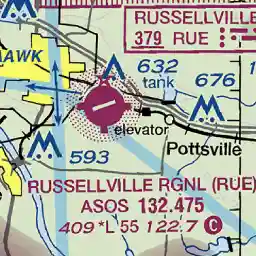 RUSSELLVILLE
379 RUE
AWK
632
tank
676
elevator
Pottsville
593
RUSSELLVILLE RGNL (RUE)
ASOS 132.475
409 *L 55 122.7 C